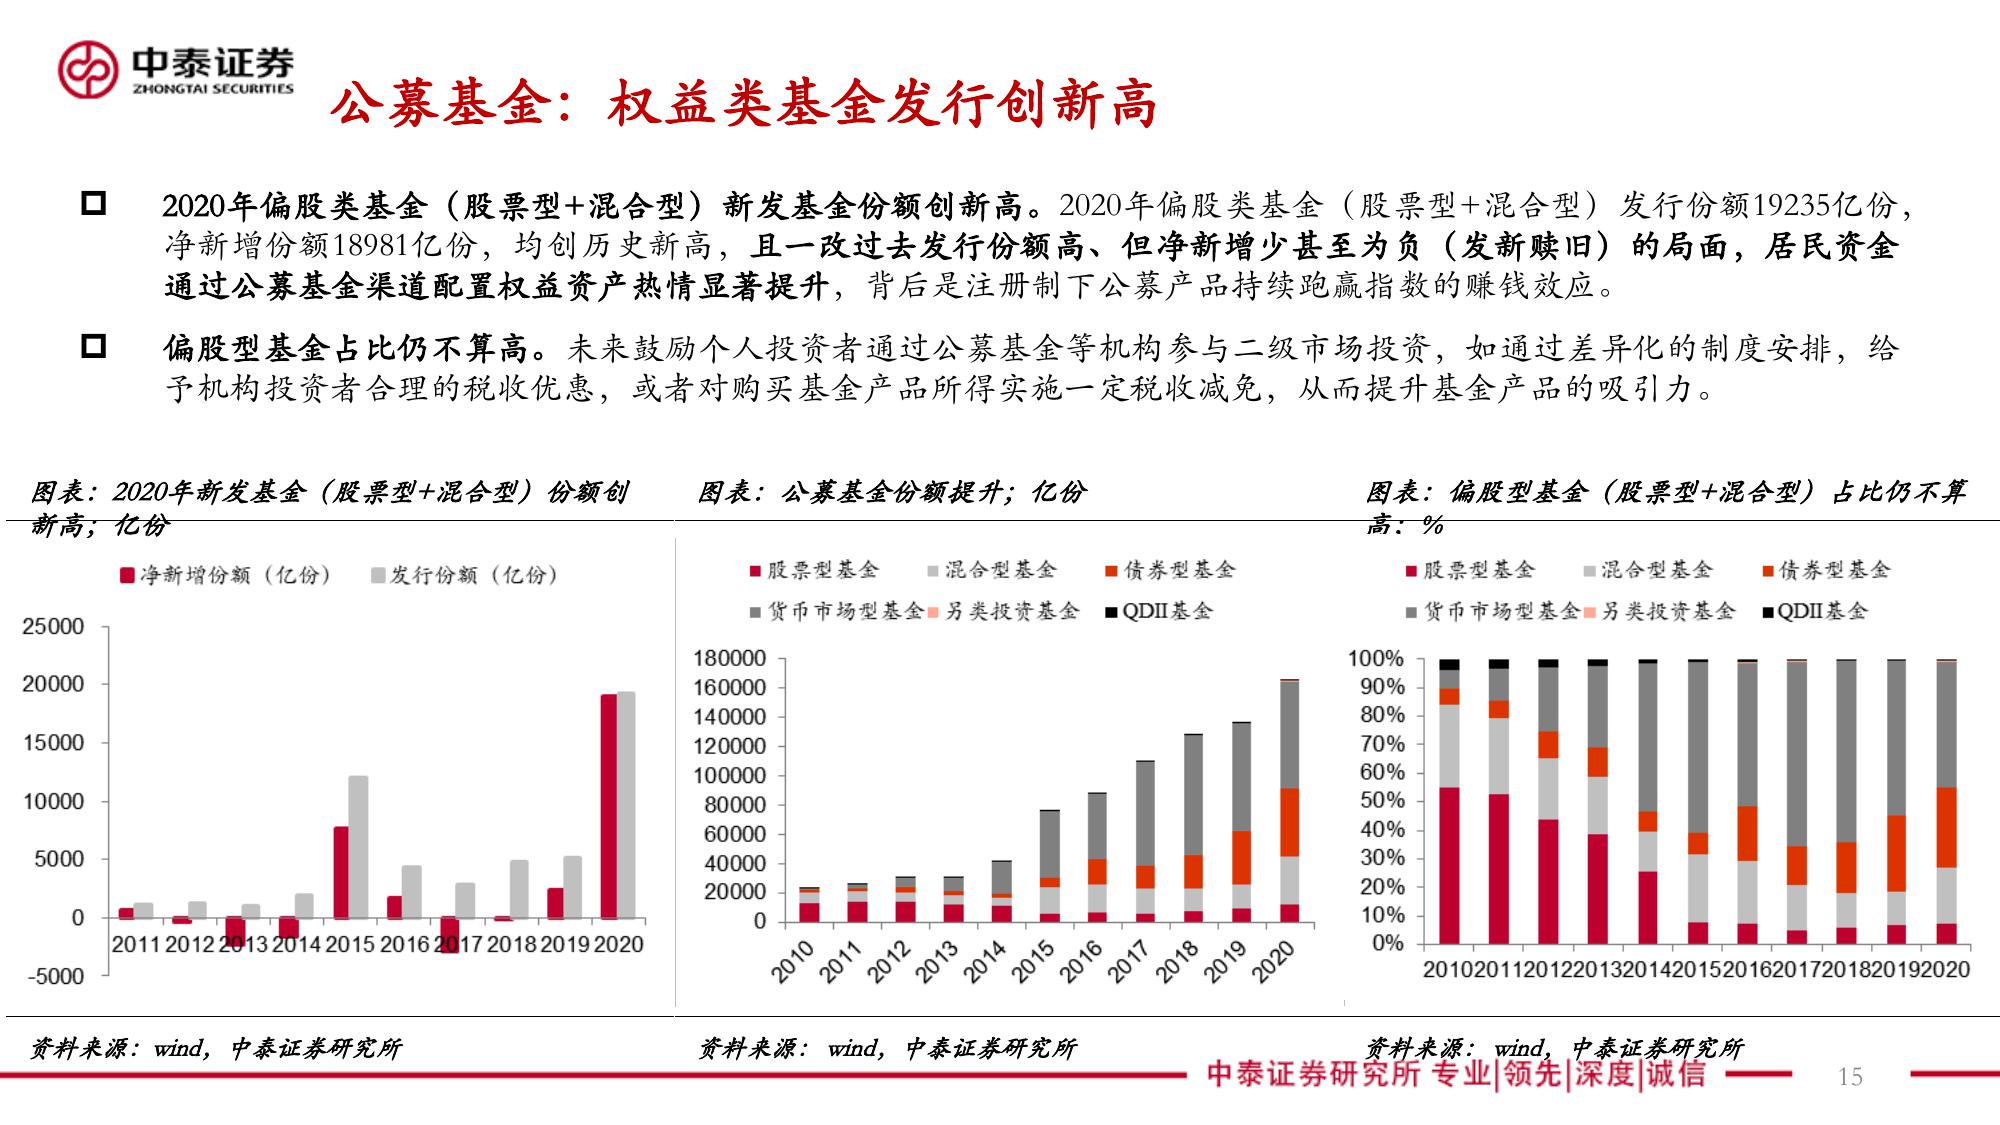 中泰证券
ZHONGTAI SECURITIES
公募基金：权益类基金发行创新高
2020年偏股类基金（股票型+混合型）新发基金份额创新高。2020年偏股类基金（股票型+混合型）发行份额19235亿份，
净新增份额18981亿份，均创历史新高，且一改过去发行份额高、但净新增少甚至为负（发新赎旧）的局面，居民资金
通过公募基金渠道配置权益资产热情显著提升，背后是注册制下公募产品持续跑赢指数的赚钱效应。
偏股型基金占比仍不算高。未来鼓励个人投资者通过公募基金等机构参与二级市场投资，如通过差异化的制度安排，给
予机构投资者合理的税收优惠，或者对购买基金产品所得实施一定税收减免，从而提升基金产品的吸引力。
图表：2020年新发基金（股票型+混合型）份额创
新高；亿份
净新增份额（亿份） 发行份额（亿份）
25000
20000
15000
10000
5000
0
-5000
2011 2012 2013 2014 2015 2016 2017 2018 2019 2020
资料来源：wind，中泰证券研究所
图表：公募基金份额提升；亿份
股票型基金 混合型基金 债券型基金
货币市场型基金 另类投资基金 QDII基金
180000
160000
140000
120000
100000
80000
60000
40000
20000
0
2010 2011 2012 2013 2014 2015 2016 2017 2018 2019 2020
资料来源： wind，中泰证券研究所
图表：偏股型基金（股票型+混合型）占比仍不算
高；%
股票型基金 混合型基金 债券型基金
货币市场型基金 另类投资基金 QDII基金
100%
90%
80%
70%
60%
50%
40%
30%
20%
10%
0%
2010 2011 2012 2013 2014 2015 2016 2017 2018 2019 2020
资料来源： wind，中泰证券研究所
中泰证券研究所 专业|领先|深度|诚信
15